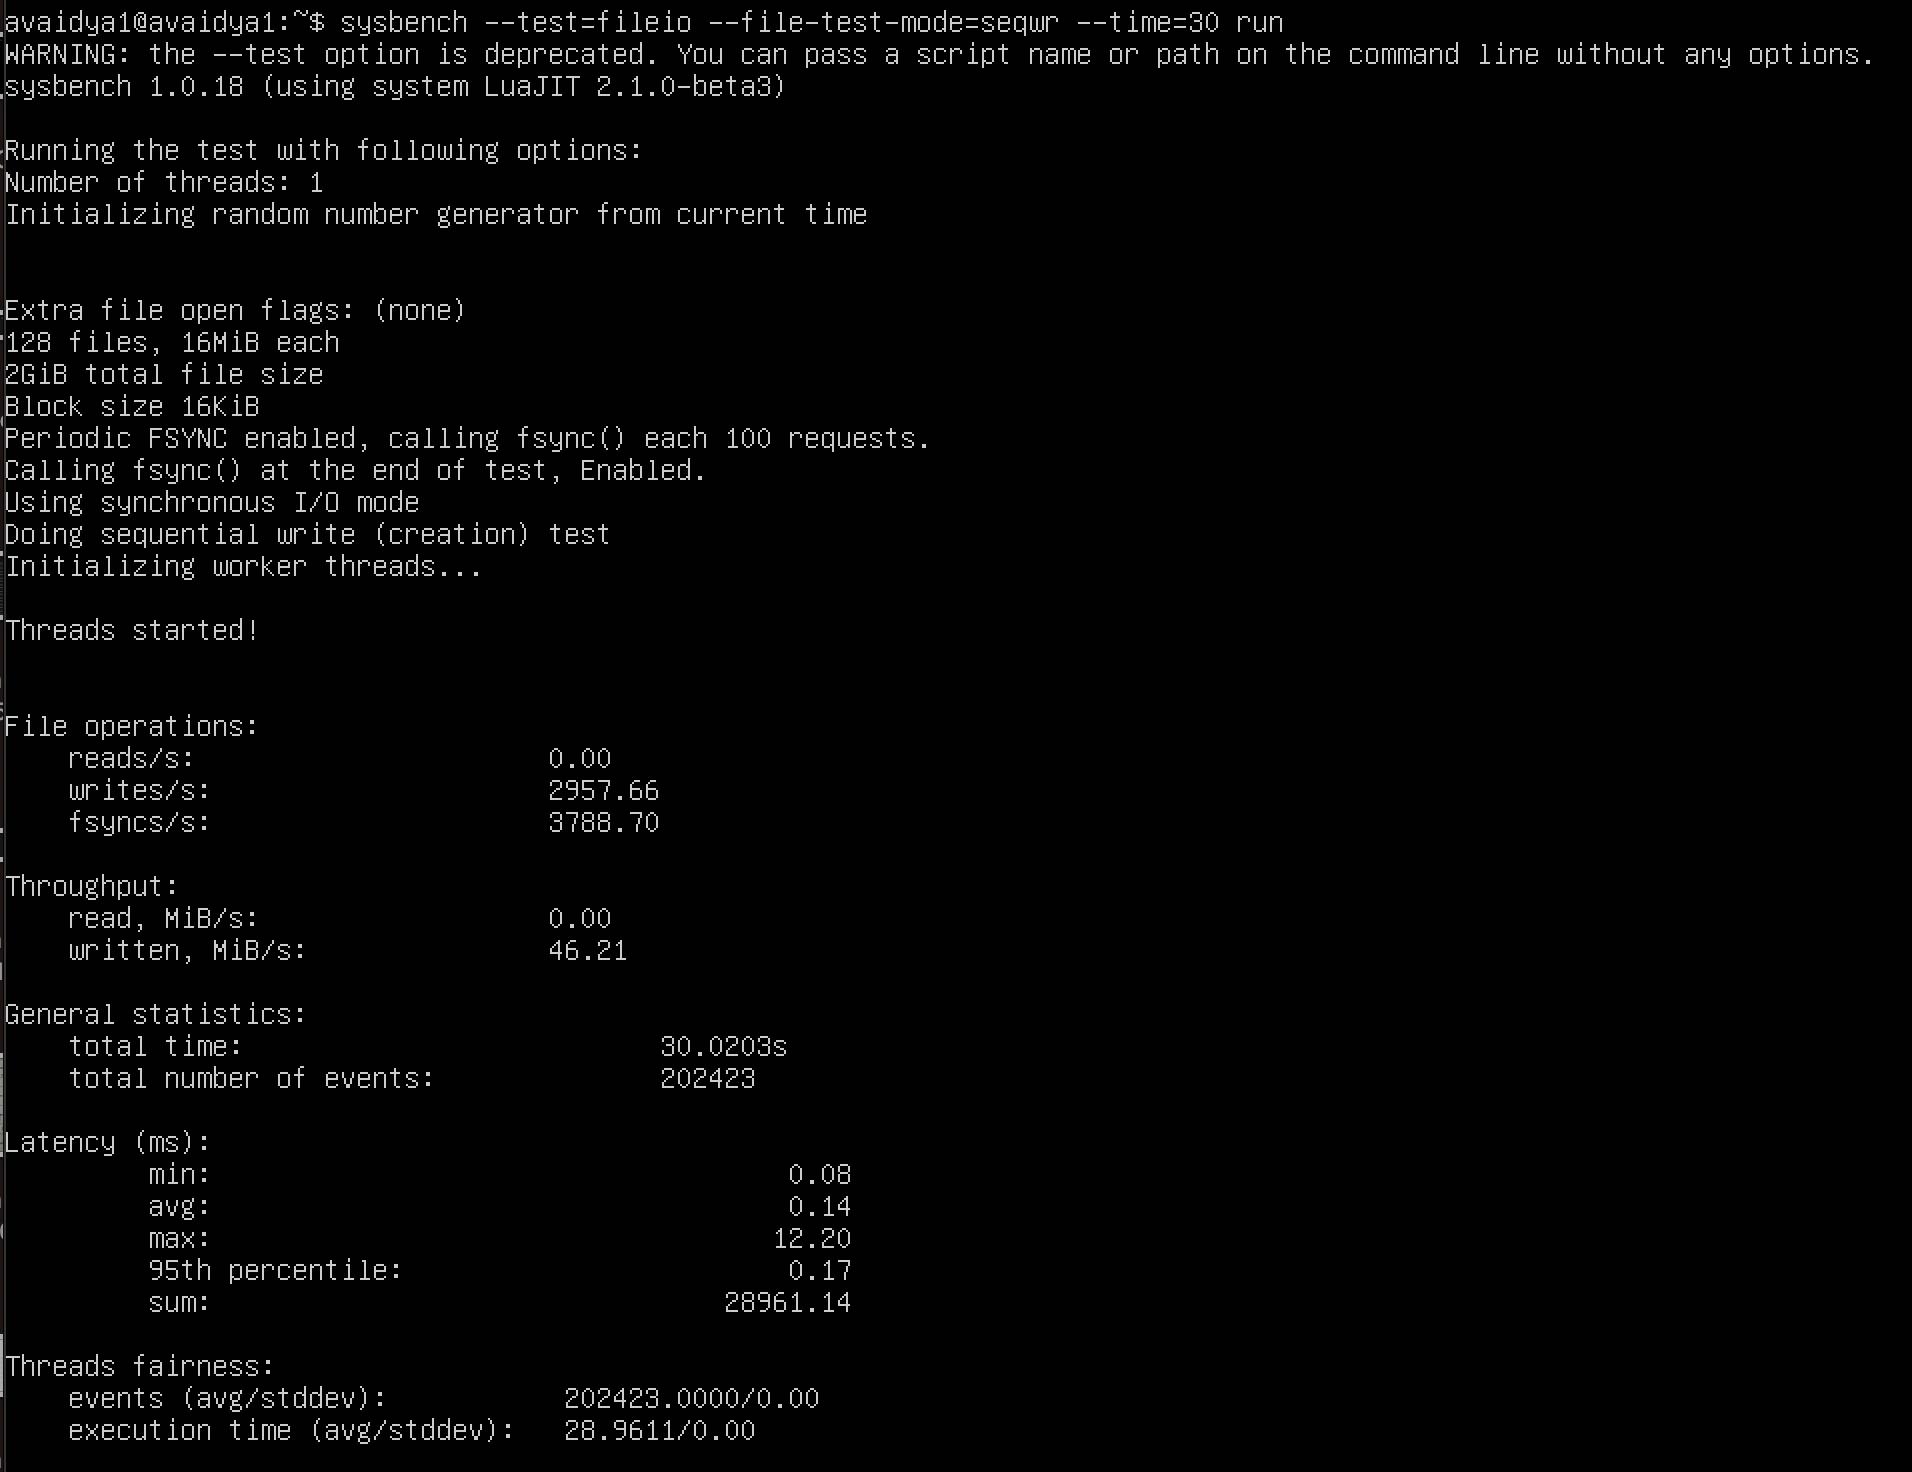 avaidya1@avaidya1:~$ sysbench --test=fileio --file-test-mode=seqwr --time=30 run
WARNING: the --test option is deprecated. You can pass a script name or path on the command line without any options.
sysbench 1.0.18 (using system LuaJIT 2.1.0-beta3)
Running the test with following options:
Number of threads: 1
Initializing random number generator from current time
Extra file open flags: (none)
128 files, 16MiB each
2GiB total file size
Block size 16KiB
Periodic FSYNC enabled, calling fsync() each 100 requests.
Calling fsync() at the end of test, Enabled.
Using synchronous I/O mode
Doing sequential write (creation) test
Initializing worker threads...
Threads started!
File operations:
reads/s: 0.00
writes/s: 2957.66
fsyncs/s: 3788.70
Throughput:
read, MiB/s: 0.00
written, MiB/s: 46.21
General statistics:
total time: 30.0203s
total number of events: 202423
Latency (ms):
min: 0.08
avg: 0.14
max: 12.20
95th percentile: 0.17
sum: 28961.14
Threads fairness:
events (avg/stddev): 202423.0000/0.00
execution time (avg/stddev): 28.9611/0.00